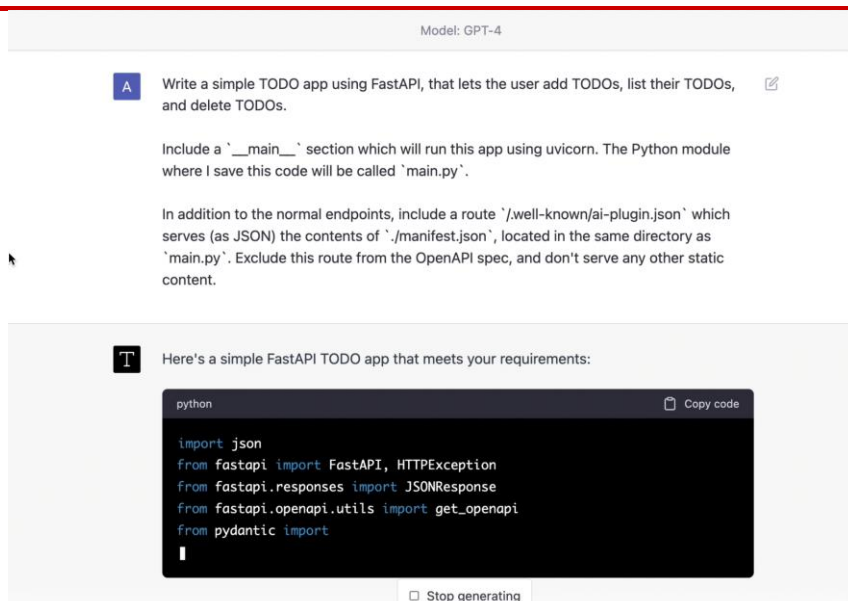 Model: GPT-4
A
Write a simple TODO app using FastAPI, that lets the user add TODOs, list their TODOs,
and delete TODOs.
Include a `__main__` section which will run this app using uvicorn. The Python module
where I save this code will be called `main.py`.
In addition to the normal endpoints, include a route `/.well-known/ai-plugin.json` which
serves (as JSON) the contents of `./manifest.json`, located in the same directory as
`main.py`. Exclude this route from the OpenAPI spec, and don't serve any other static
content.
T
Here's a simple FastAPI TODO app that meets your requirements:
python
Copy code
import json
from fastapi import FastAPI, HTTPException
from fastapi.responses import JSONResponse
from fastapi.openapi.utils import get_openapi
from pydantic import
Stop generating